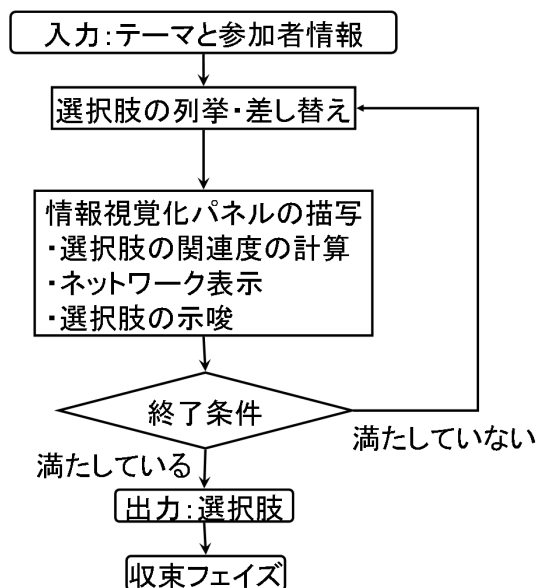 入力:テーマと参加者情報
選択肢の列挙・差し替え
情報視覚化パネルの描写
・選択肢の関連度の計算
・ネットワーク表示
・選択肢の示唆
終了条件
満たしていない
満たしている
出力:選択肢
収束フェイズ